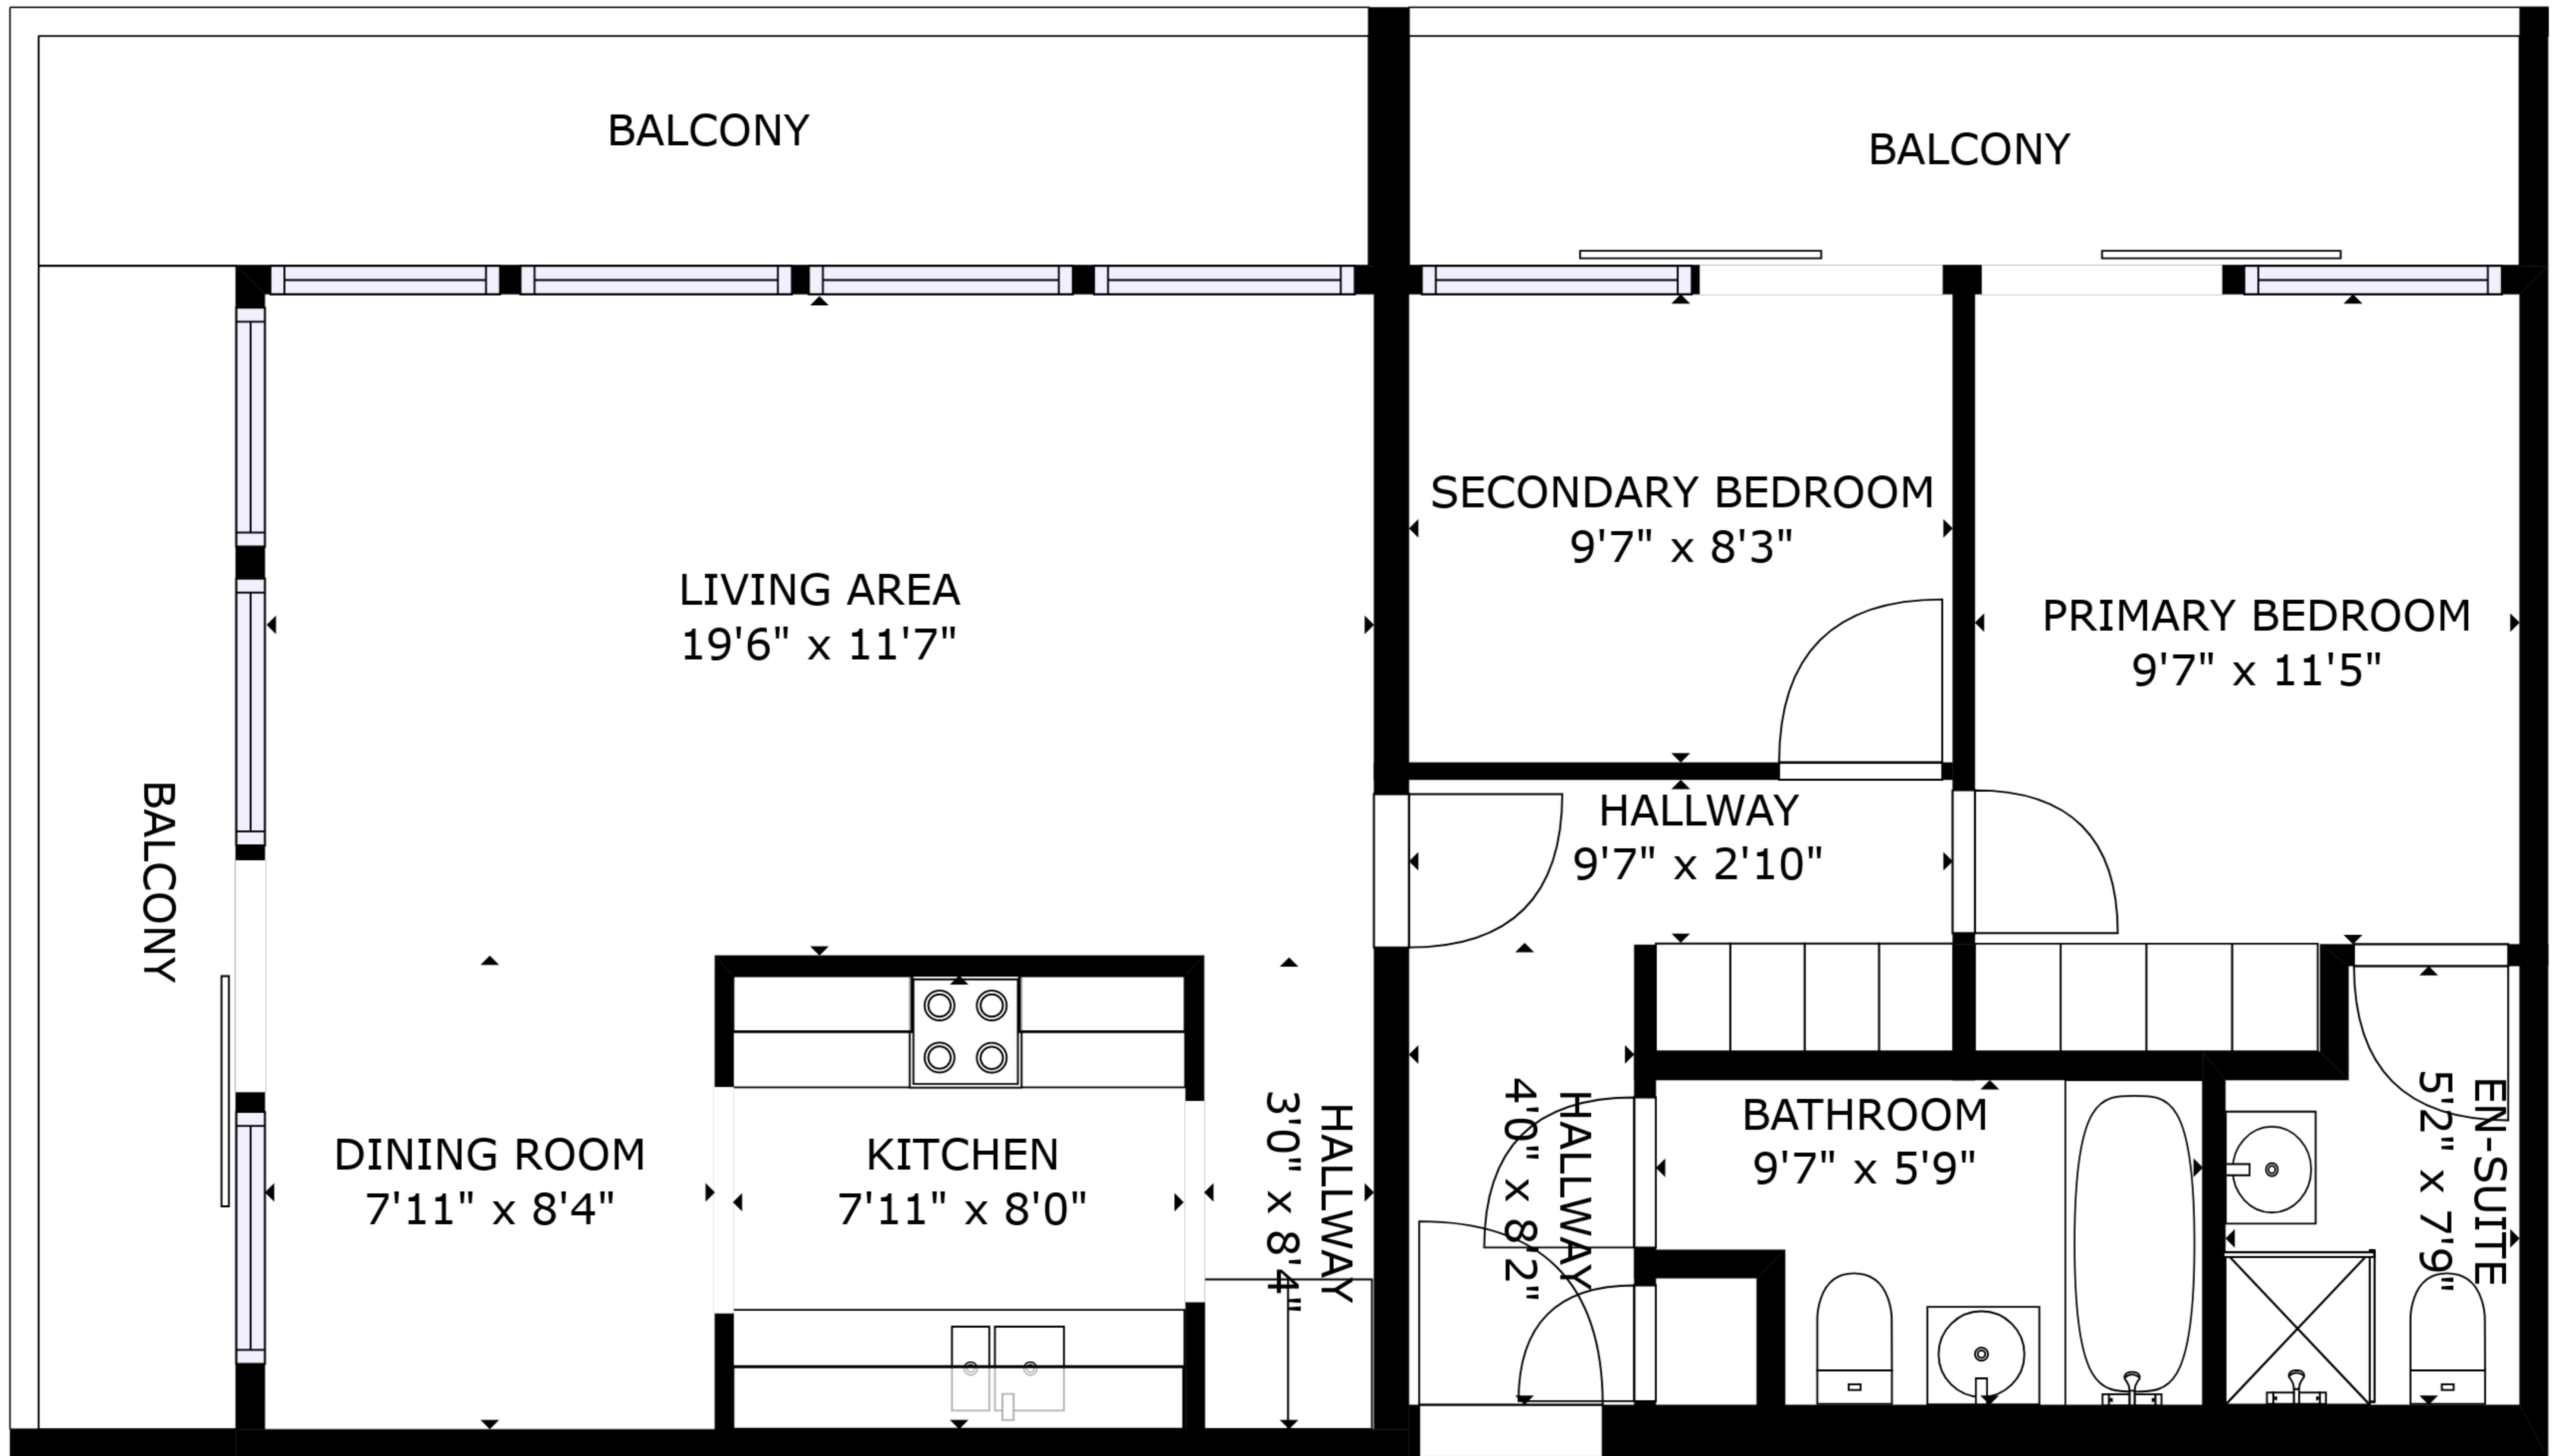 BALCONY
BALCONY
SECONDARY BEDROOM
9'7" x 8'3"
LIVING AREA
19'6" x 11'7"
PRIMARY BEDROOM
9'7" x 11'5"
BALCONY
HALLWAY
9'7" x 2'10"
DINING ROOM
7'11" x 8'4"
KITCHEN
7'11" x 8'0"
HALLWAY
3'0" x 8'4"
HALLWAY
4'0" x 8'2"
BATHROOM
9'7" x 5'9"
EN-SUITE
5'2" x 7'9"